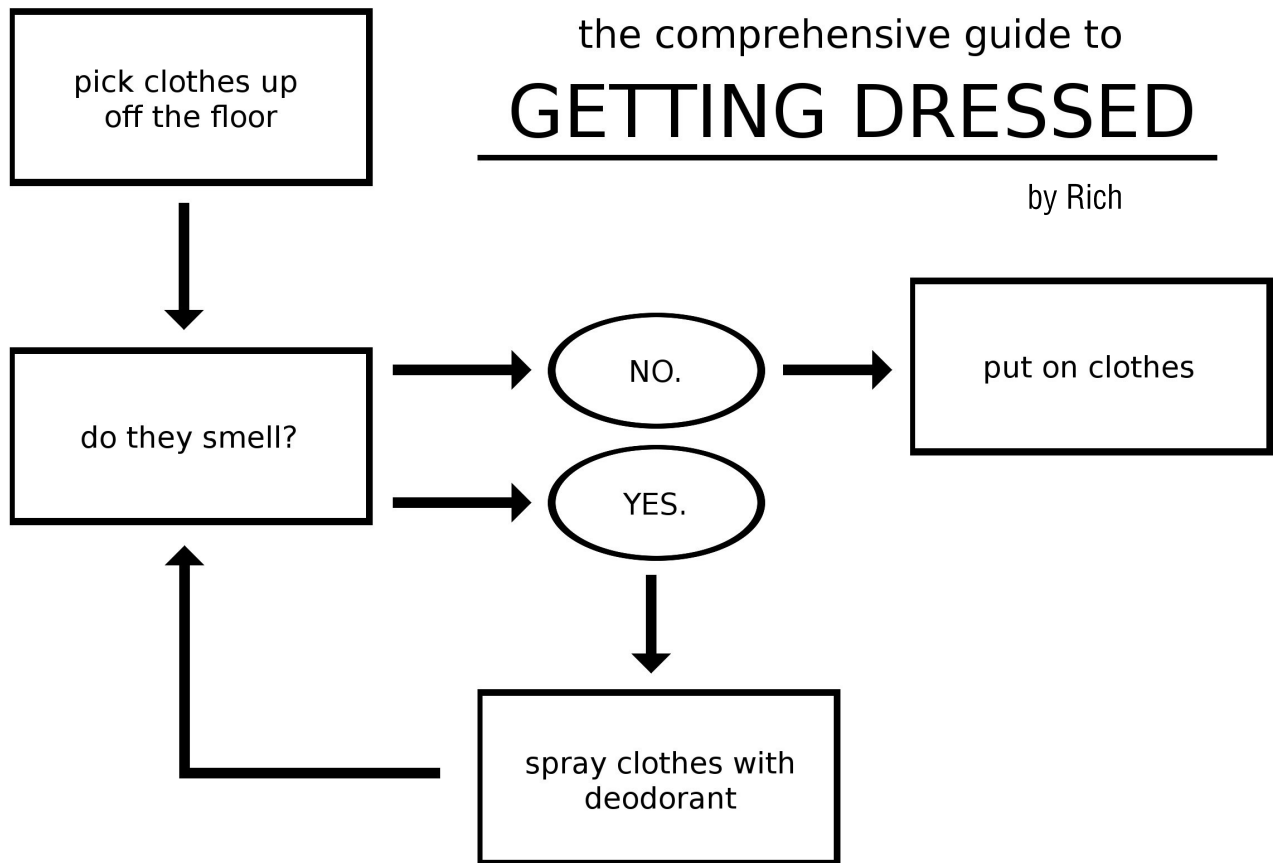 the comprehensive guide to
GETTING DRESSED
by Rich
pick clothes up
off the floor
do they smell?
NO.
put on clothes
YES.
spray clothes with
deodorant